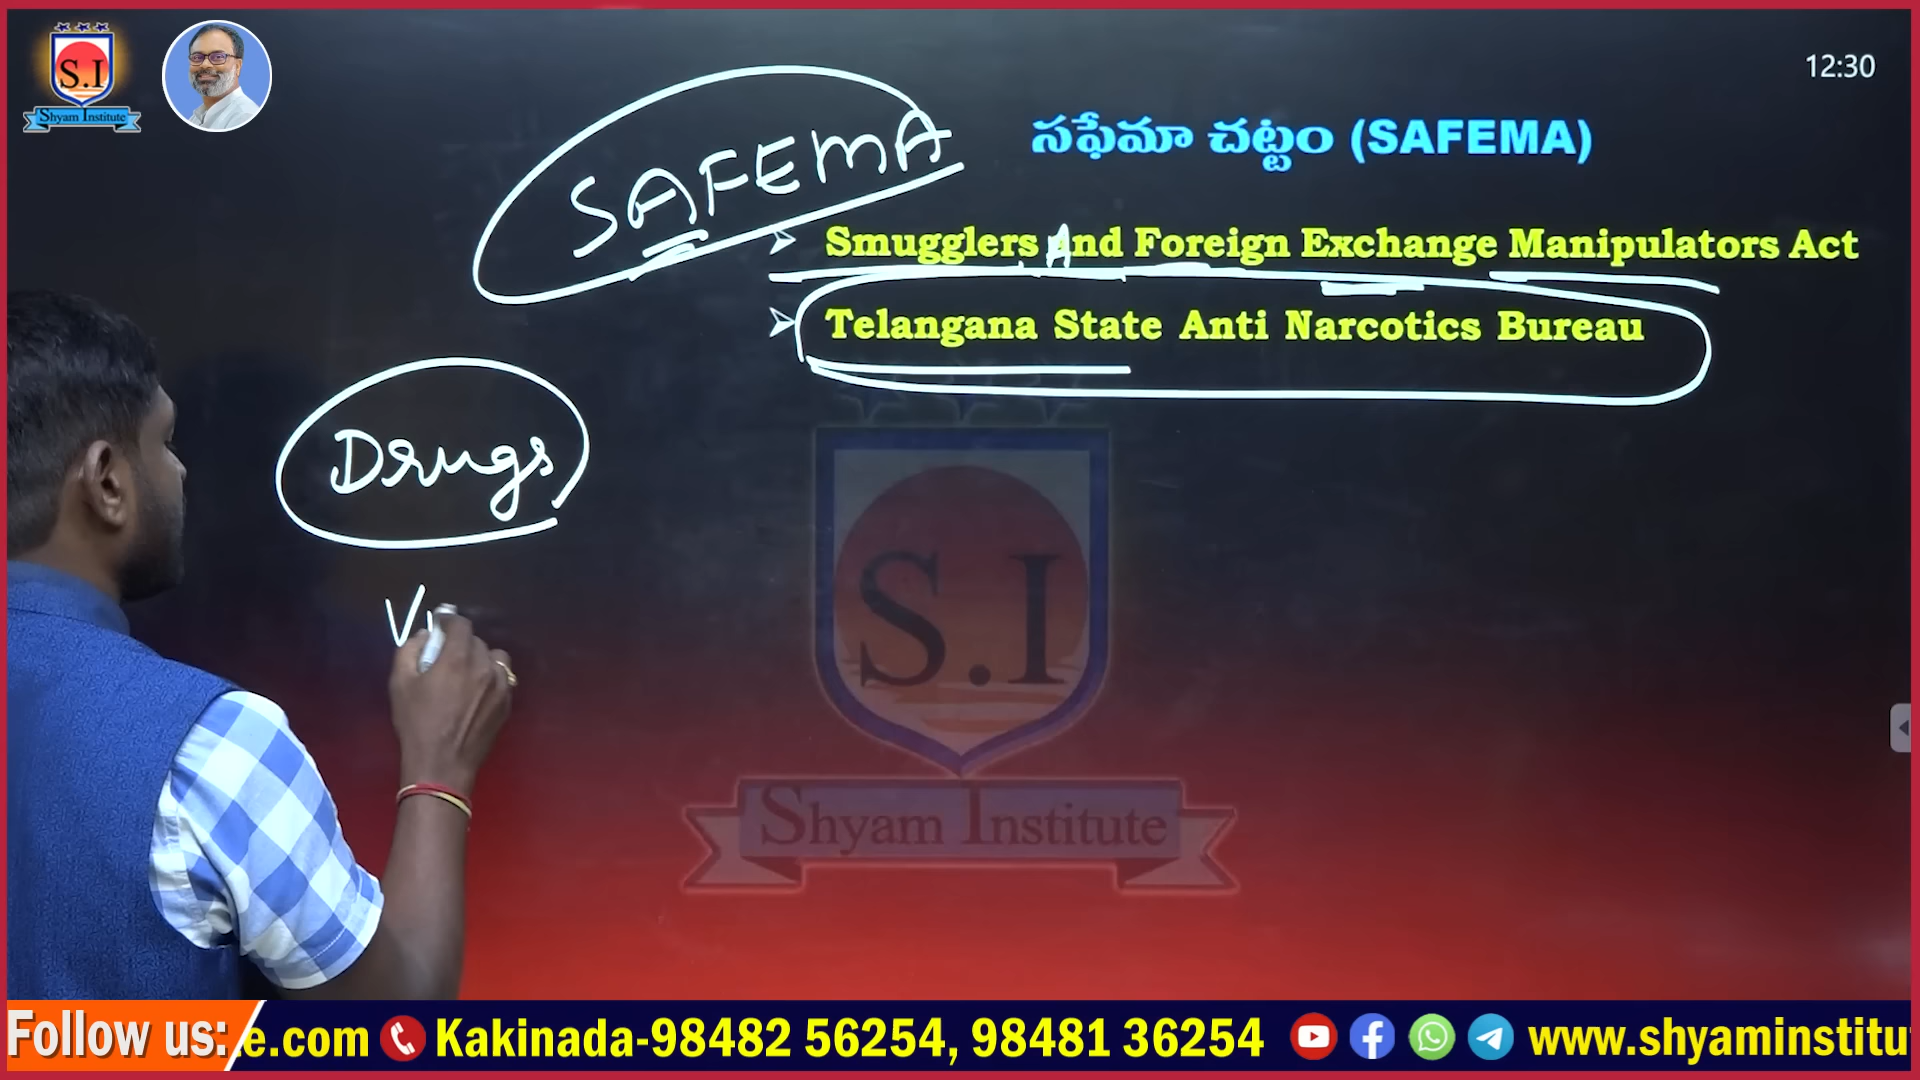 S.I
Shyam Institute
12:30
SAFEMA
సఫేమా చట్టం (SAFEMA)
Smugglers And Foreign Exchange Manipulators Act
Telangana State Anti Narcotics Bureau
Drugs
S.I
Shyam Institute
Follow us: e.com Kakinada-98482 56254, 98481 36254 www.shyaminstitu